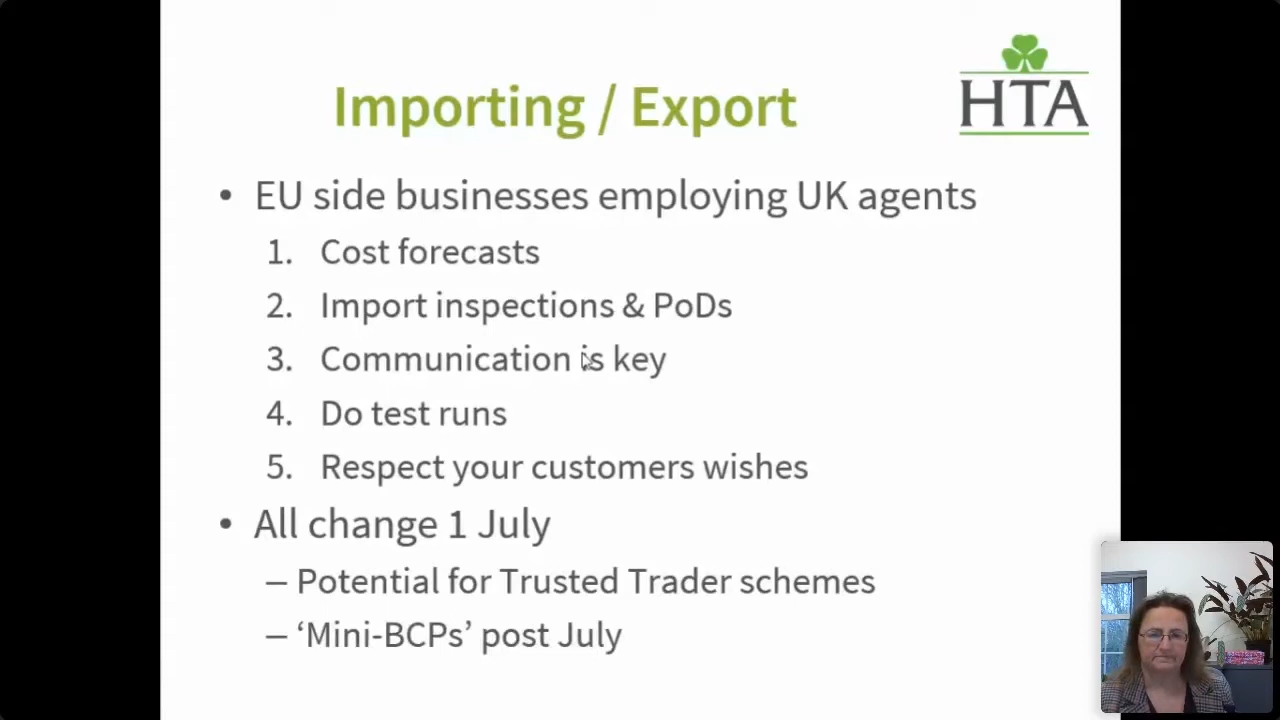 HTA
Importing / Export
• EU side businesses employing UK agents
1. Cost forecasts
2. Import inspections & PoDs
3. Communication is key
4. Do test runs
5. Respect your customers wishes
• All change 1 July
– Potential for Trusted Trader schemes
– ‘Mini-BCPs’ post July